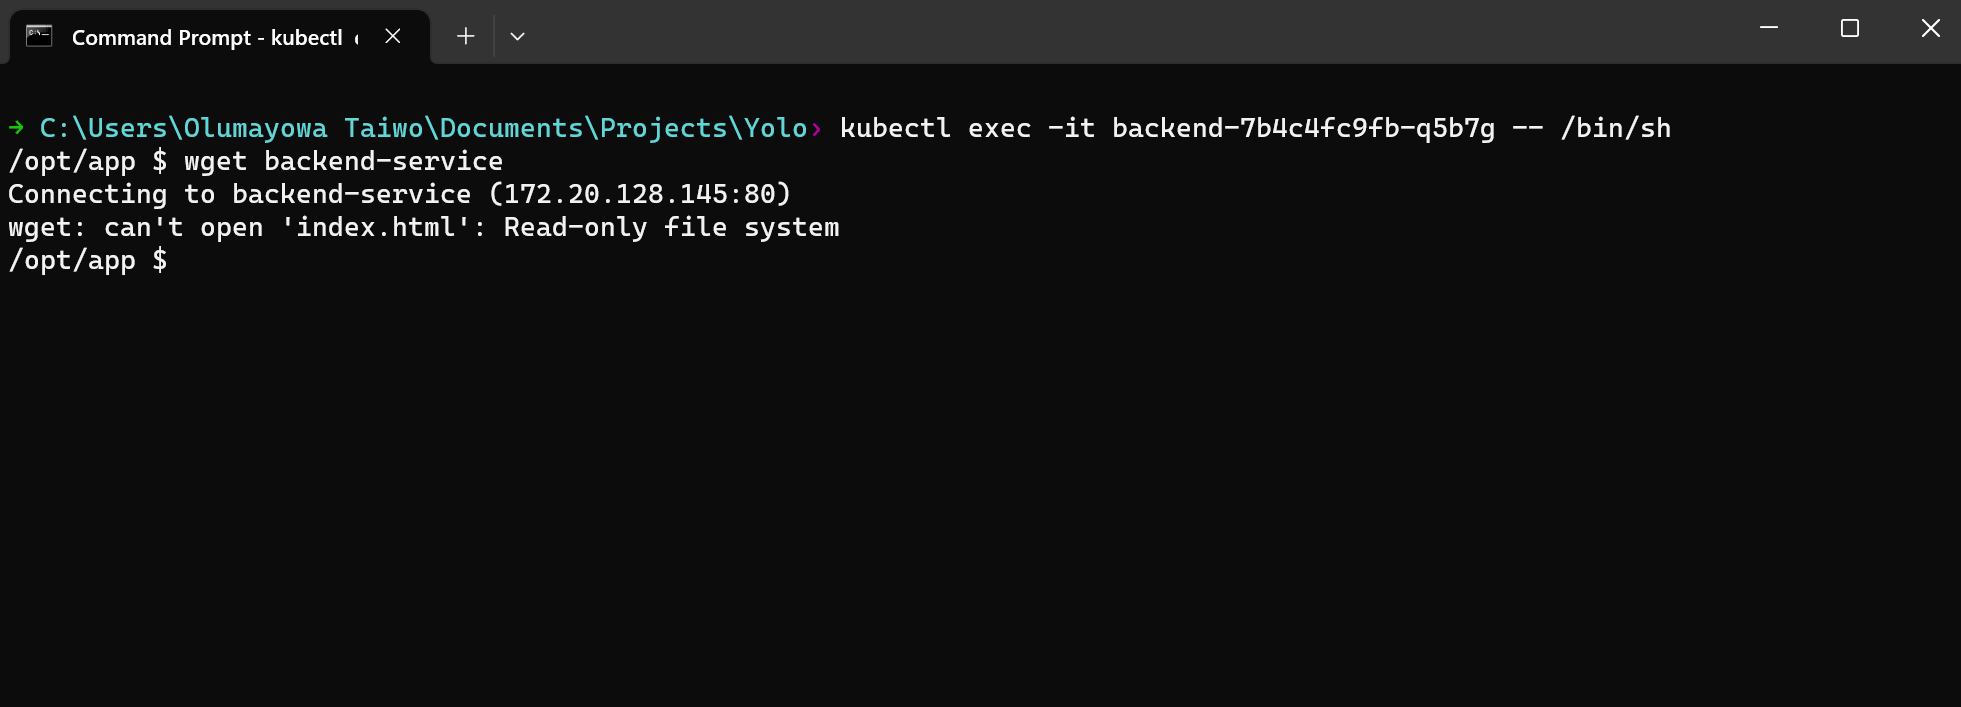 Command Prompt - kubectl
→ C:\Users\Olumayowa Taiwo\Documents\Projects\Yolo› kubectl exec -it backend-7b4c4fc9fb-q5b7g -- /bin/sh
/opt/app $ wget backend-service
Connecting to backend-service (172.20.128.145:80)
wget: can't open 'index.html': Read-only file system
/opt/app $